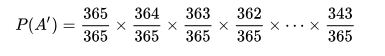 P(A′) = 365/365 × 364/365 × 363/365 × 362/365 × ⋯ × 343/365